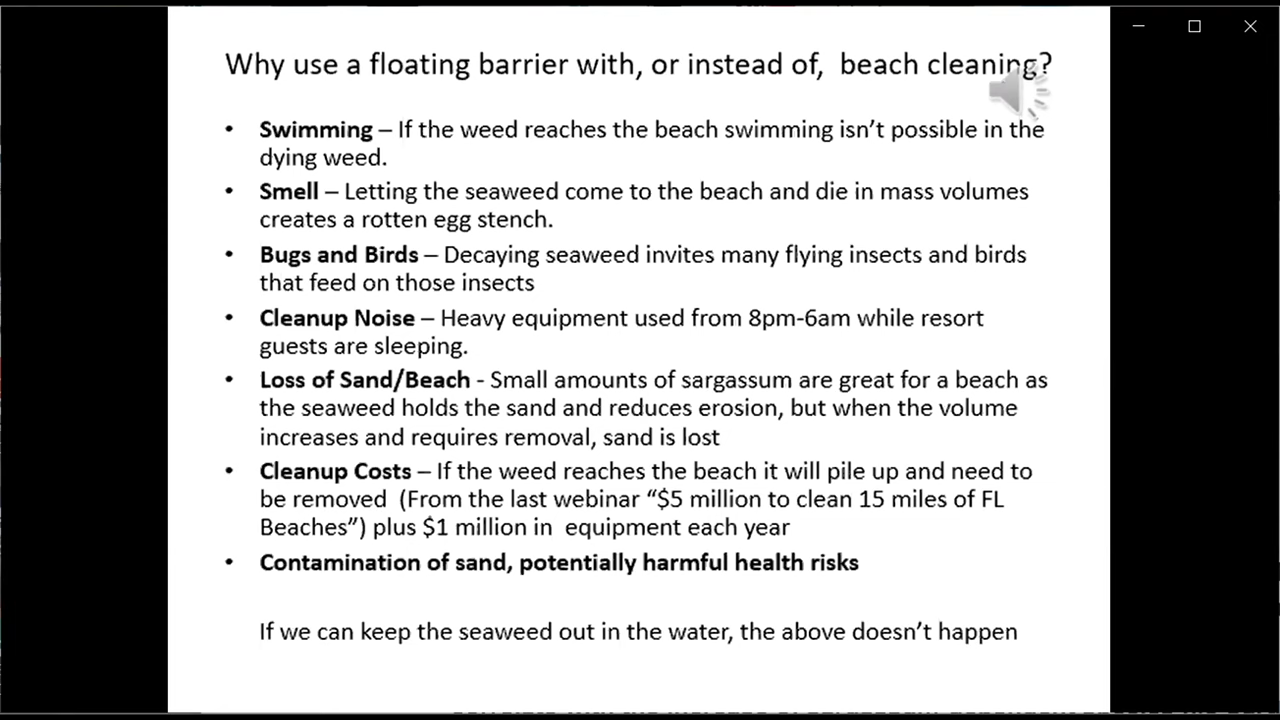 Why use a floating barrier with, or instead of,  beach cleaning?
• Swimming – If the weed reaches the beach swimming isn’t possible in the
dying weed.
• Smell – Letting the seaweed come to the beach and die in mass volumes
creates a rotten egg stench.
• Bugs and Birds – Decaying seaweed invites many flying insects and birds
that feed on those insects
• Cleanup Noise – Heavy equipment used from 8pm-6am while resort
guests are sleeping.
• Loss of Sand/Beach - Small amounts of sargassum are great for a beach as
the seaweed holds the sand and reduces erosion, but when the volume
increases and requires removal, sand is lost
• Cleanup Costs – If the weed reaches the beach it will pile up and need to
be removed  (From the last webinar “$5 million to clean 15 miles of FL
Beaches”) plus $1 million in  equipment each year
• Contamination of sand, potentially harmful health risks
If we can keep the seaweed out in the water, the above doesn’t happen